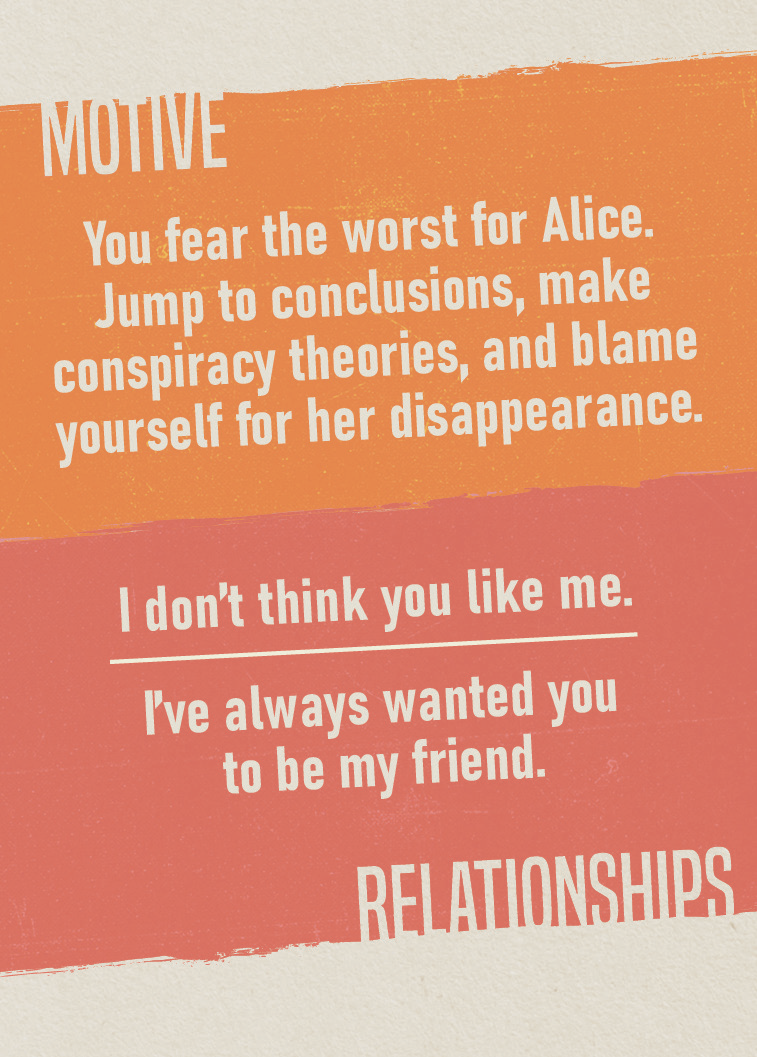 MOTIVE
You fear the worst for Alice.
Jump to conclusions, make
conspiracy theories, and blame
yourself for her disappearance.
I don't think you like me.
I've always wanted you
to be my friend.
RELATIONSHIPS